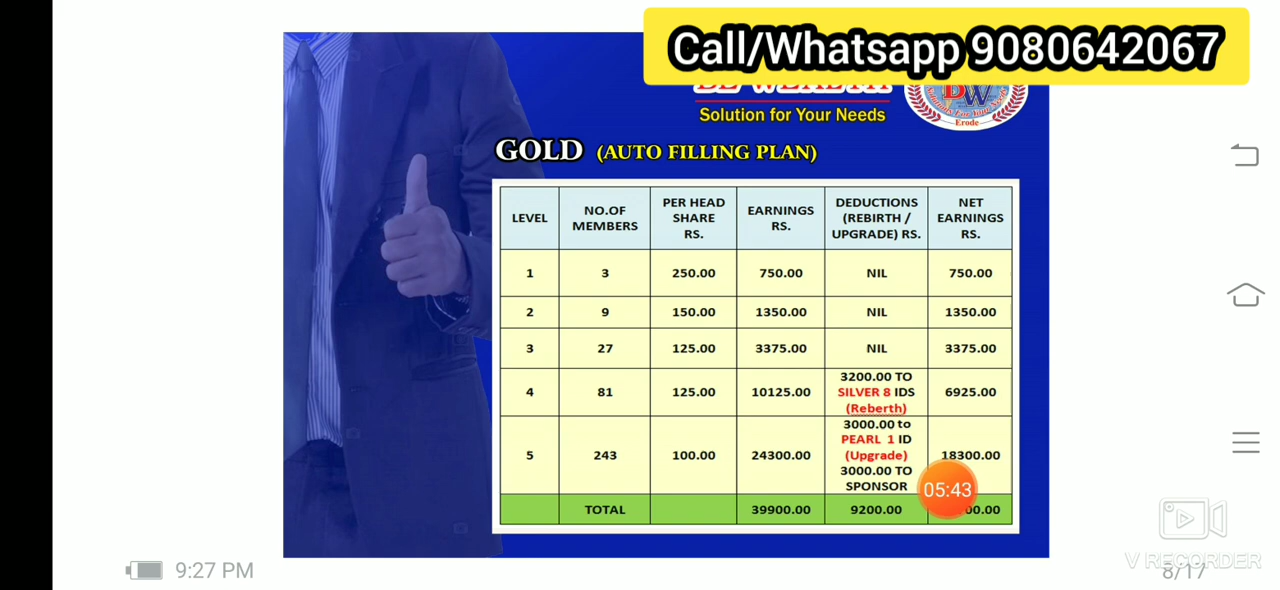 Call/Whatsapp 9080642067
Solution for Your Needs
Solutions For Your Needs
BW
Erode
GOLD (AUTO FILLING PLAN)
LEVEL NO.OF MEMBERS PER HEAD SHARE RS. EARNINGS RS. DEDUCTIONS (REBIRTH / UPGRADE) RS. NET EARNINGS RS.
1 3 250.00 750.00 NIL 750.00
2 9 150.00 1350.00 NIL 1350.00
3 27 125.00 3375.00 NIL 3375.00
4 81 125.00 10125.00 3200.00 TO SILVER 8 IDS (Reberth) 6925.00
5 243 100.00 24300.00 3000.00 to PEARL 1 ID (Upgrade) 3000.00 TO SPONSOR 18300.00
TOTAL 39900.00 9200.00
05:43
9:27 PM
V RECORDER
8/17